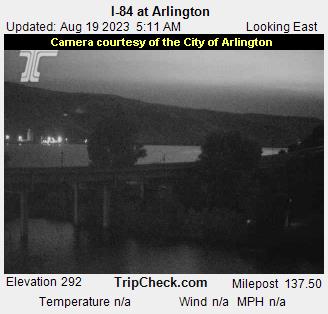 I-84 at Arlington
Updated: Aug 19 2023 5:11 AM Looking East
Camera courtesy of the City of Arlington
Elevation 292 TripCheck.com Milepost 137.50
Temperature n/a Wind n/a MPH n/a